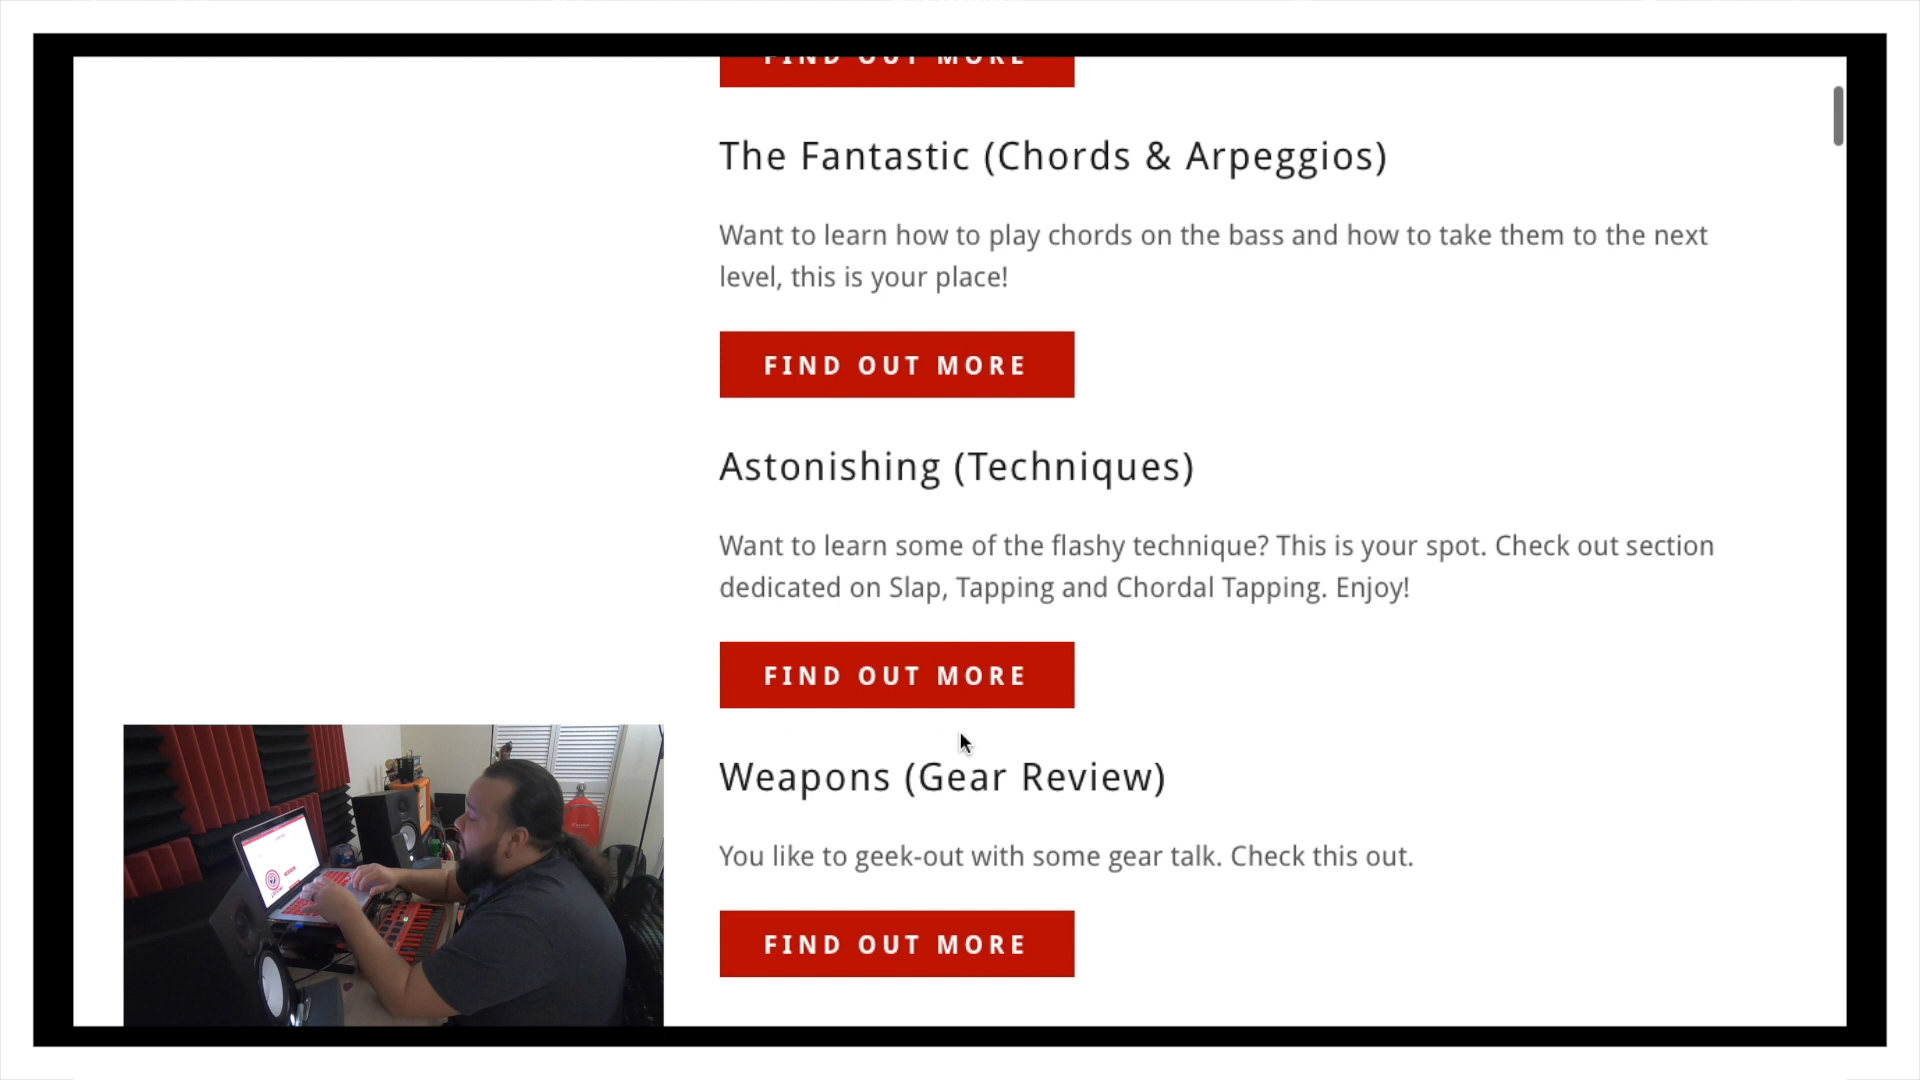 FIND OUT MORE
The Fantastic (Chords & Arpeggios)
Want to learn how to play chords on the bass and how to take them to the next
level, this is your place!
FIND OUT MORE
Astonishing (Techniques)
Want to learn some of the flashy technique? This is your spot. Check out section
dedicated on Slap, Tapping and Chordal Tapping. Enjoy!
FIND OUT MORE
Weapons (Gear Review)
You like to geek-out with some gear talk. Check this out.
FIND OUT MORE